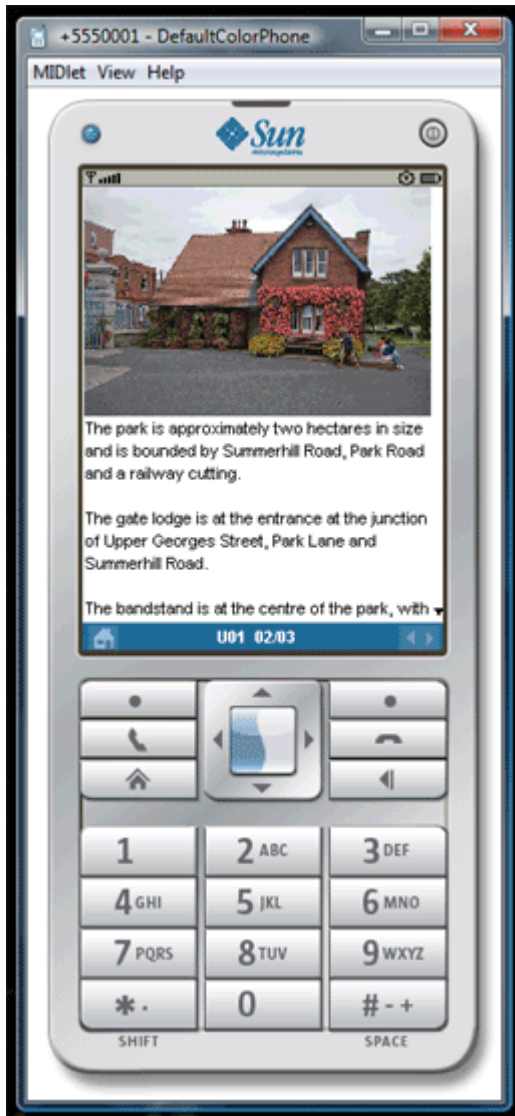 +5550001 - DefaultColorPhone
MIDlet View Help
Sun
microsystems
The park is approximately two hectares in size
and is bounded by Summerhill Road, Park Road
and a railway cutting.
The gate lodge is at the entrance at the junction
of Upper Georges Street, Park Lane and
Summerhill Road.
The bandstand is at the centre of the park, with
U01 02/03
1
2 ABC
3 DEF
4 GHI
5 JKL
6 MNO
7 PQRS
8 TUV
9 WXYZ
* .
0
# - +
SHIFT
SPACE